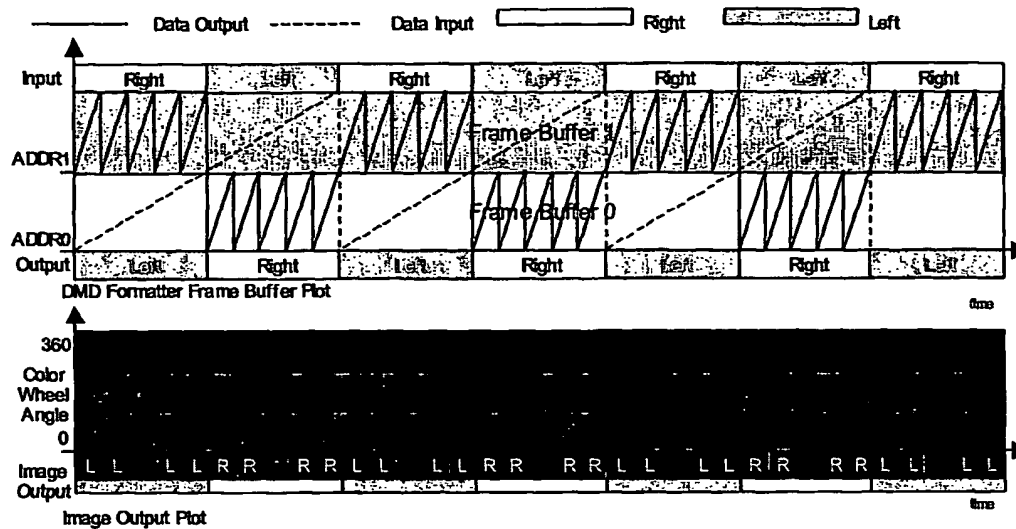 Data Output Data Input Right Left
Input Right Left Right Left Right Left Right
Frame Buffer 1
ADDR1
Frame Buffer 0
ADDR0
Output Left Right Left Right Left Right Left
DMD Formatter Frame Buffer Plot
time
360
Color
Wheel
Angle
0
Image L L L L R R R R L L L L R R R R L L L L R R R R L L L L
Output
time
Image Output Plot